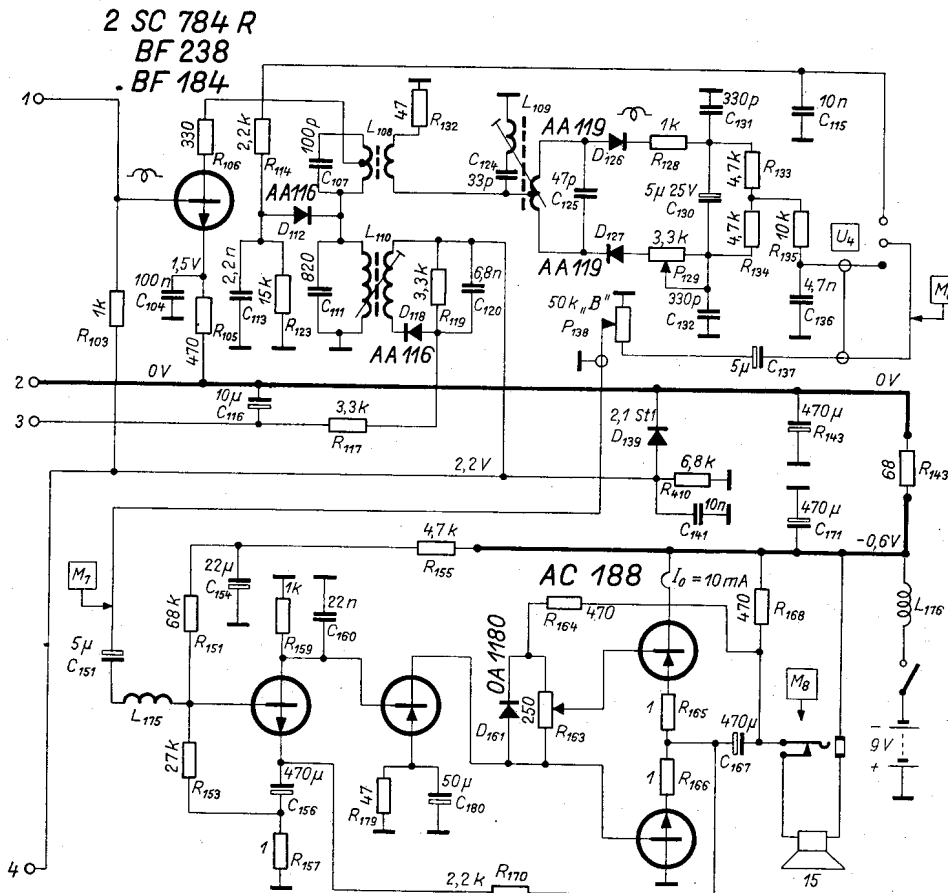 2 SC 784 R
BF 238
BF 184
1
330
R106
2,2k
R114
100p
C107
L108
47
R132
L109
C124
33p
AA119
D126
1k
R128
330p
C131
10n
C115
47p
C125
5µ 25V
C130
4,7k
R133
AA116
D112
L110
D127
AA119
3,3k
P129
4,7k
R134
10k
R135
U4
1,5V
100n
C104
2,2n
C113
15k
R123
820
C111
D118
AA116
3,3k
R119
6,8n
C120
50k „B"
P138
330p
C132
4,7n
C136
M
1k
R103
R105
470
5µ
C137
2
0V
0V
10µ
C116
3
3,3k
R117
2,1 St1
D139
470µ
R143
68
R143
2,2V
6,8k
R410
10n
C141
470µ
C171
4,7k
R155
-0,6V
M7
22µ
C154
1k
R159
22n
C160
AC 188
I0 = 10mA
R164
470
470
R168
L176
68k
R151
5µ
C151
L175
OA 1180
D161
250
R163
1
R165
M8
470µ
C167
9V
−
+
27k
R153
470µ
C156
47
R179
50µ
C180
1
R166
1
R157
4
2,2k
R170
15